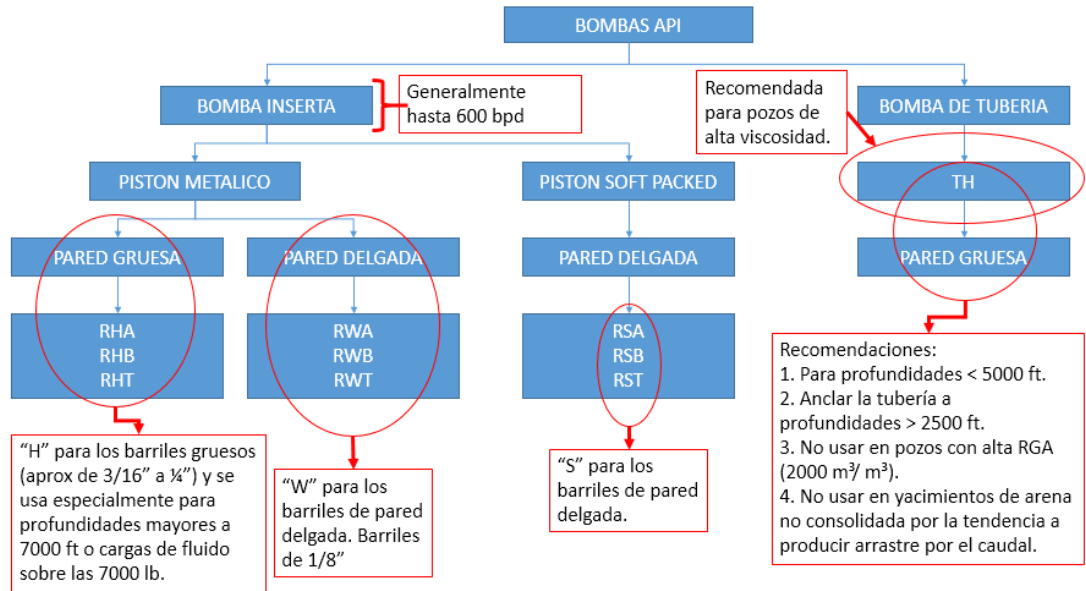 BOMBAS API
BOMBA INSERTA
Generalmente
hasta 600 bpd
Recomendada
para pozos de
alta viscosidad.
BOMBA DE TUBERIA
PISTON METALICO
PISTON SOFT PACKED
TH
PARED GRUESA
PARED DELGADA
PARED DELGADA
PARED GRUESA
RHA
RHB
RHT
RWA
RWB
RWT
RSA
RSB
RST
"H" para los barriles gruesos
(aprox de 3/16" a ¼") y se
usa especialmente para
profundidades mayores a
7000 ft o cargas de fluido
sobre las 7000 lb.
"W" para los
barriles de pared
delgada. Barriles
de 1/8"
"S" para los
barriles de pared
delgada.
Recomendaciones:
1. Para profundidades < 5000 ft.
2. Anclar la tubería a
profundidades > 2500 ft.
3. No usar en pozos con alta RGA
(2000 m³/ m³).
4. No usar en yacimientos de arena
no consolidada por la tendencia a
producir arrastre por el caudal.